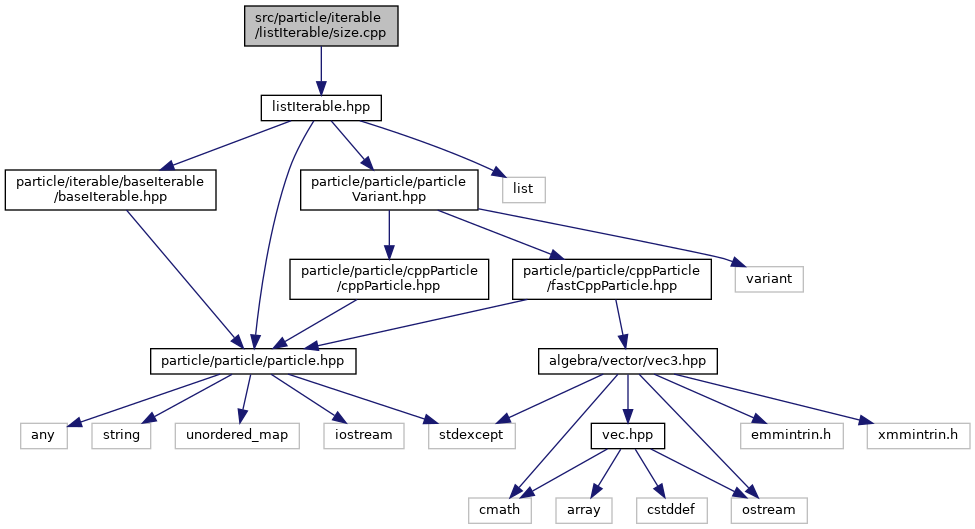 src/particle/iterable
/listIterable/size.cpp
listIterable.hpp
particle/iterable/baseIterable
/baseIterable.hpp
particle/particle/particle
Variant.hpp
list
particle/particle/cppParticle
/cppParticle.hpp
particle/particle/cppParticle
/fastCppParticle.hpp
variant
particle/particle/particle.hpp
algebra/vector/vec3.hpp
any
string
unordered_map
iostream
stdexcept
vec.hpp
emmintrin.h
xmmintrin.h
cmath
array
cstddef
ostream